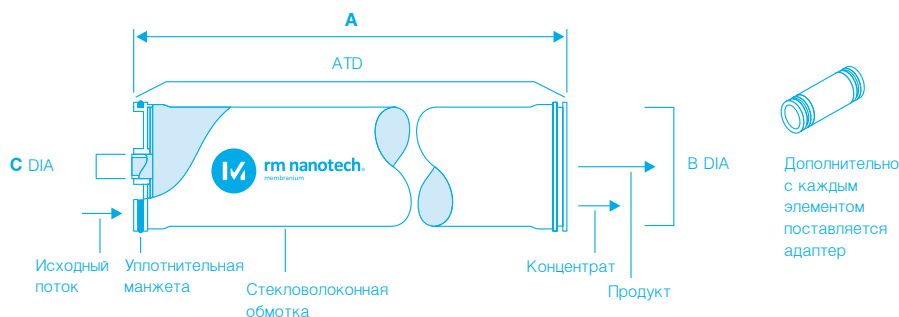 A
ATD
C DIA
rm nanotech®
membranium
B DIA
Дополнительно
с каждым
элементом
поставляется
адаптер
Исходный
поток
Уплотнительная
манжета
Стекловолоконная
обмотка
Концентрат
Продукт